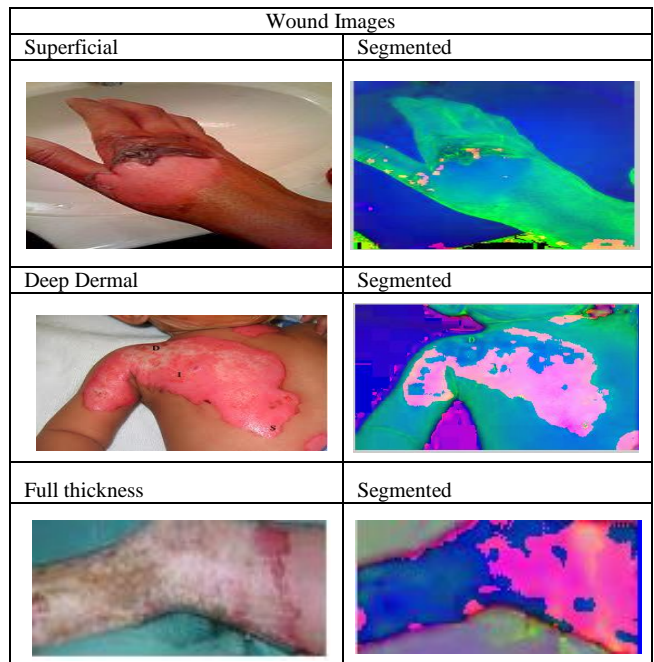 Wound Images
Superficial Segmented
Deep Dermal Segmented
D
I
S
Full thickness Segmented